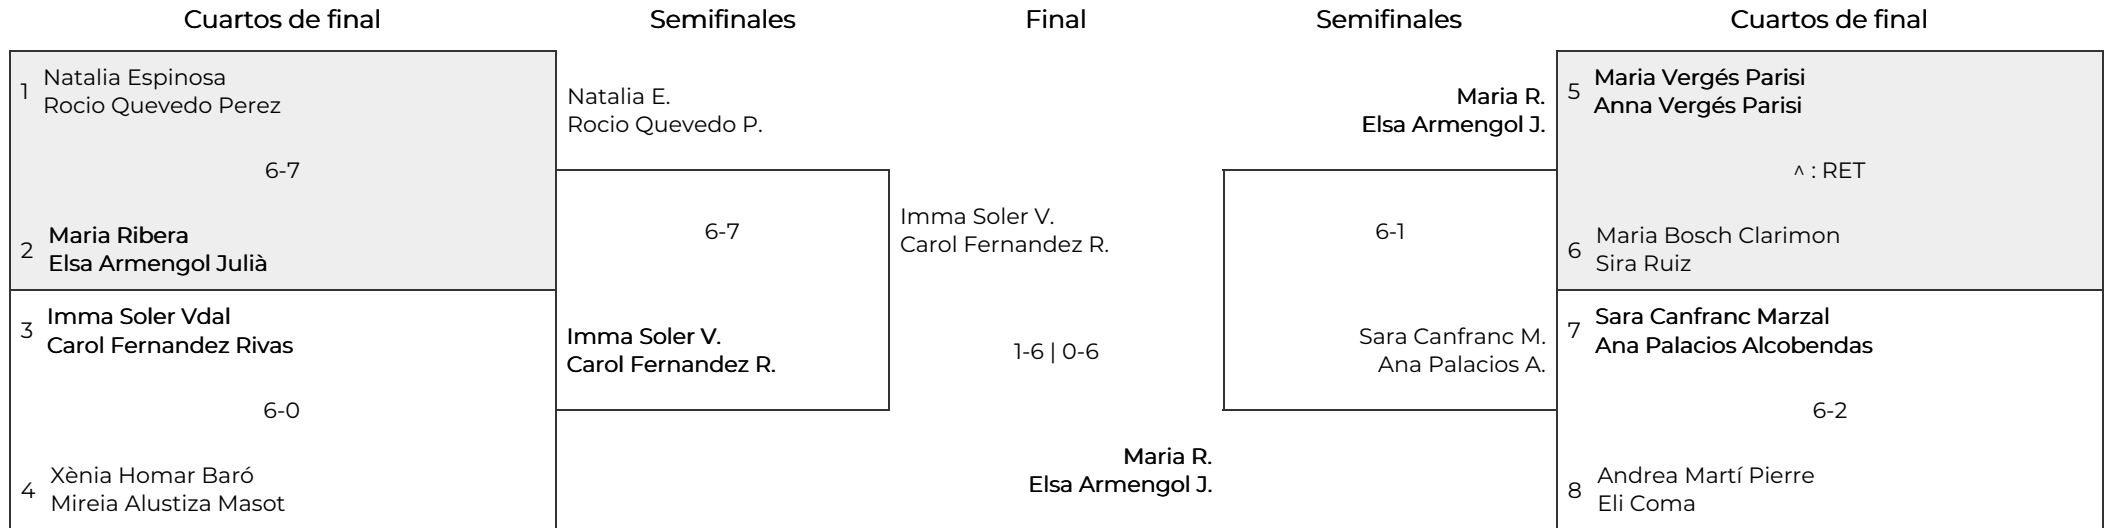 Cuartos de final
Semifinales
Final
Semifinales
Cuartos de final
1
Natalia Espinosa
Rocio Quevedo Perez
6-7
2
Maria Ribera
Elsa Armengol Julià
3
Imma Soler Vdal
Carol Fernandez Rivas
6-0
4
Xènia Homar Baró
Mireia Alustiza Masot
Natalia E.
Rocio Quevedo P.
6-7
Imma Soler V.
Carol Fernandez R.
Imma Soler V.
Carol Fernandez R.
1-6 | 0-6
Maria R.
Elsa Armengol J.
Maria R.
Elsa Armengol J.
6-1
Sara Canfranc M.
Ana Palacios A.
5
Maria Vergés Parisi
Anna Vergés Parisi
^ : RET
6
Maria Bosch Clarimon
Sira Ruiz
7
Sara Canfranc Marzal
Ana Palacios Alcobendas
6-2
8
Andrea Martí Pierre
Eli Coma